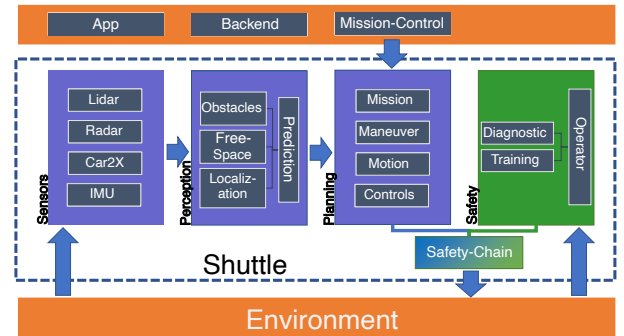 App
Backend
Mission-Control
Sensors
Lidar
Radar
Car2X
IMU
Perception
Obstacles
Free-
Space
Localiz-
ation
Prediction
Planning
Mission
Maneuver
Motion
Controls
Safety
Diagnostic
Training
Operator
Safety-Chain
Shuttle
Environment